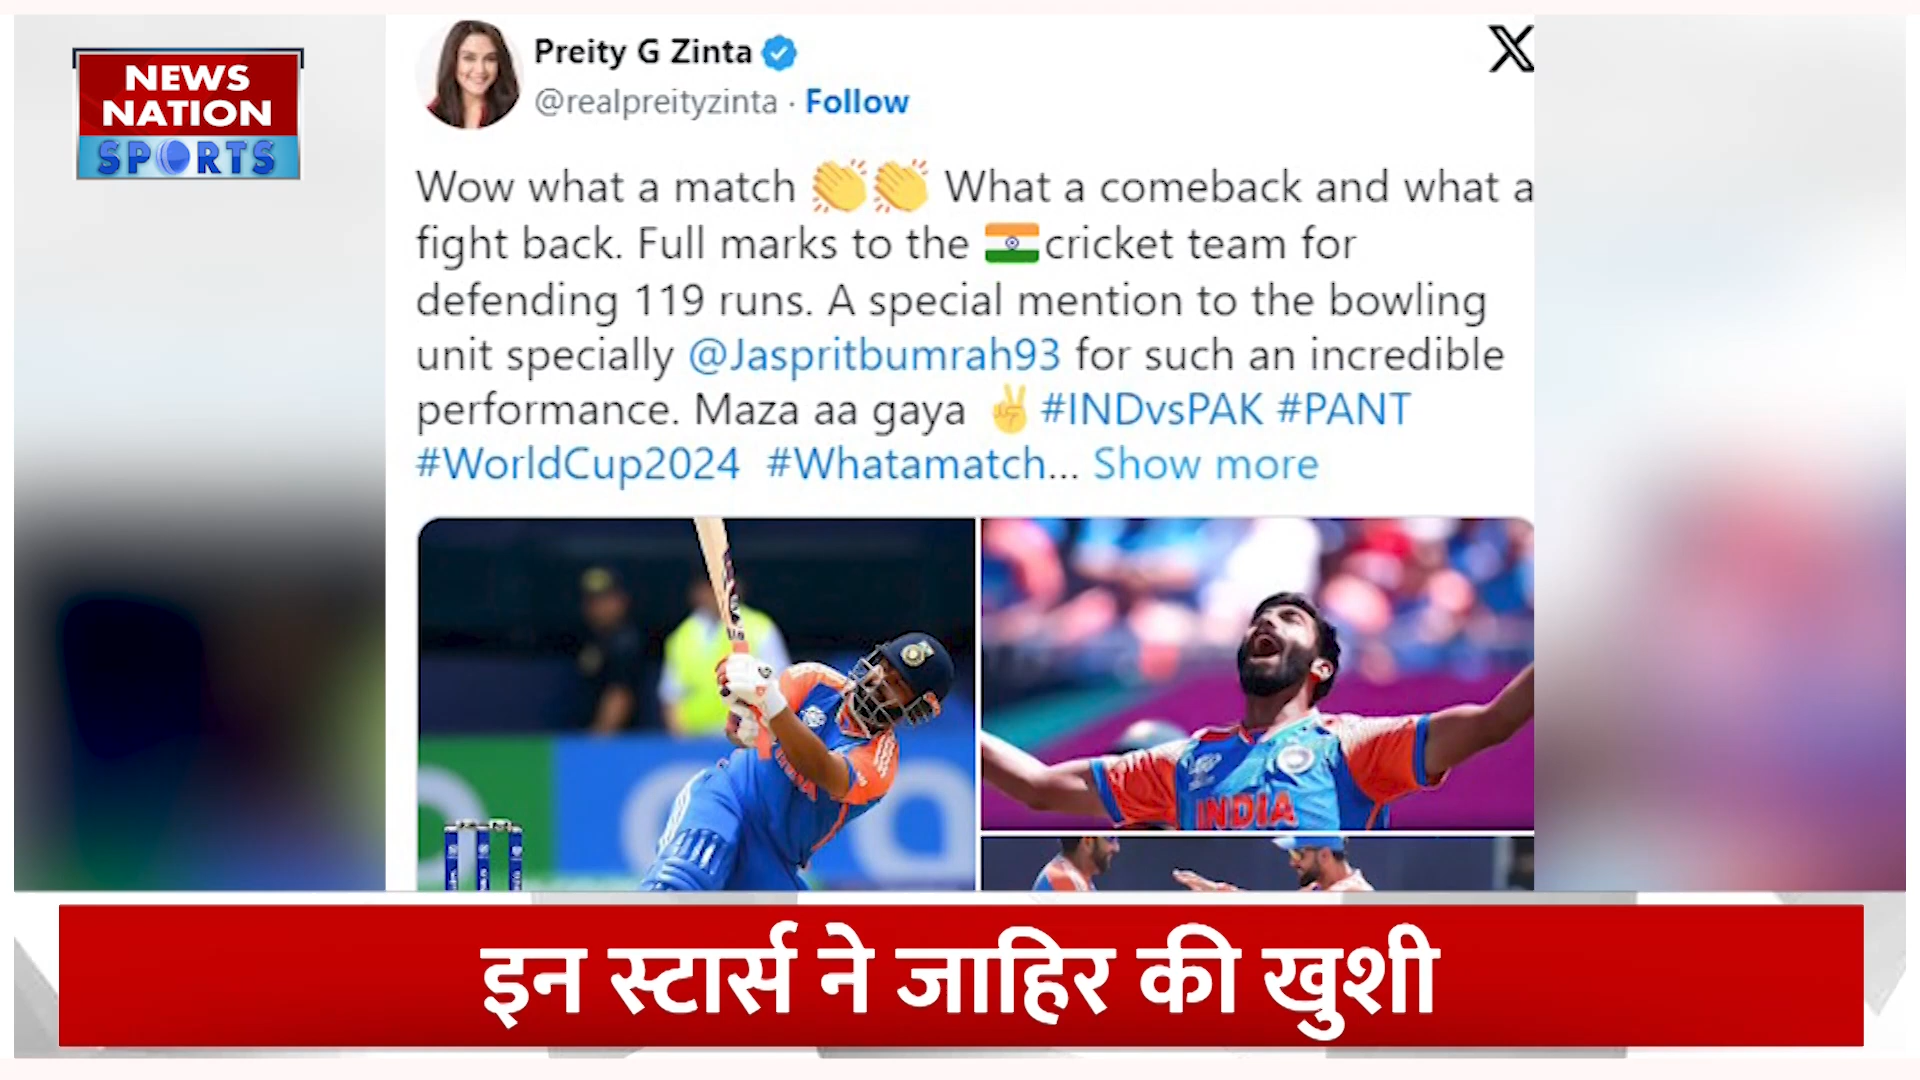 NEWS
NATION
SPORTS
Preity G Zinta
@realpreityzinta · Follow
Wow what a match 👏👏 What a comeback and what a
fight back. Full marks to the 🇮🇳cricket team for
defending 119 runs. A special mention to the bowling
unit specially @Jaspritbumrah93 for such an incredible
performance. Maza aa gaya ✌️#INDvsPAK #PANT
#WorldCup2024 #Whatamatch... Show more
INDIA
इन स्टार्स ने जाहिर की खुशी